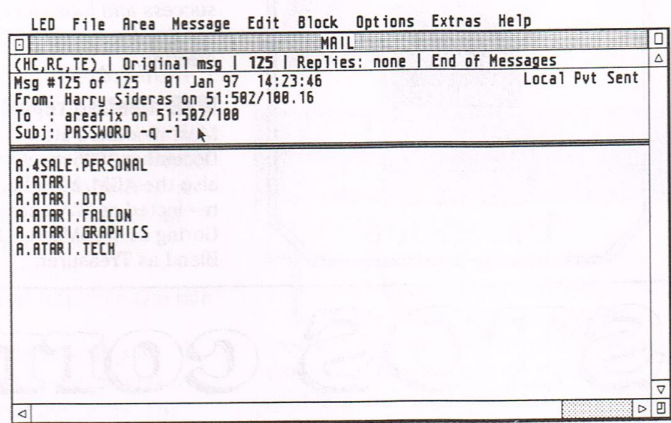 LED File Area Message Edit Block Options Extras Help
MAIL
(HC,RC,TE) | Original msg | 125 | Replies: none | End of Messages
Msg #125 of 125 01 Jan 97 14:23:46 Local Pvt Sent
From: Harry Sideras on 51:502/100.16
To : areafix on 51:502/100
Subj: PASSWORD -q -l
A.4SALE.PERSONAL
A.ATARI
A.ATARI.DTP
A.ATARI.FALCON
A.ATARI.GRAPHICS
A.ATARI.TECH